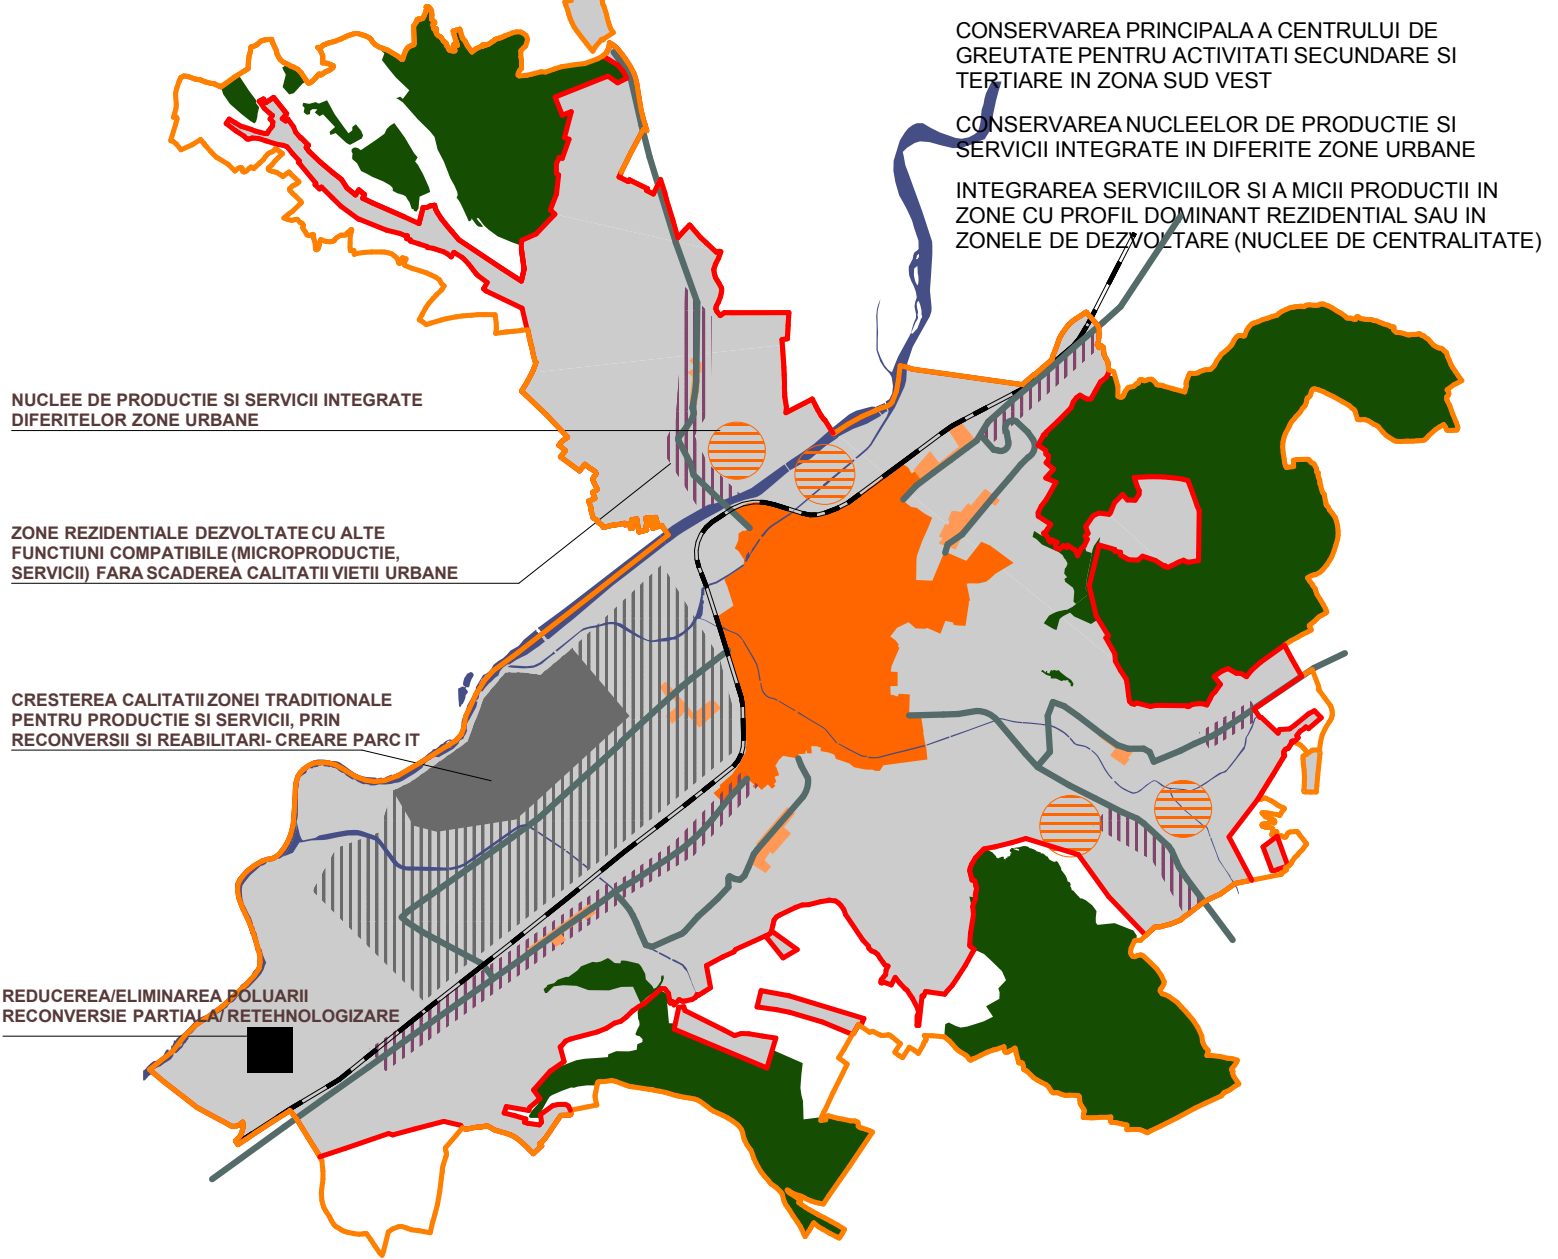 CONSERVAREA PRINCIPALA A CENTRULUI DE
GREUTATE PENTRU ACTIVITATI SECUNDARE SI
TERTIARE IN ZONA SUD VEST
CONSERVAREA NUCLEELOR DE PRODUCTIE SI
SERVICII INTEGRATE IN DIFERITE ZONE URBANE
INTEGRAREA SERVICIILOR SI A MICII PRODUCTII IN
ZONE CU PROFIL DOMINANT REZIDENTIAL SAU IN
ZONELE DE DEZVOLTARE (NUCLEE DE CENTRALITATE)
NUCLEE DE PRODUCTIE SI SERVICII INTEGRATE
DIFERITELOR ZONE URBANE
ZONE REZIDENTIALE DEZVOLTATE CU ALTE
FUNCTIUNI COMPATIBILE (MICROPRODUCTIE,
SERVICII) FARA SCADEREA CALITATII VIETII URBANE
CRESTEREA CALITATII ZONEI TRADITIONALE
PENTRU PRODUCTIE SI SERVICII, PRIN
RECONVERSII SI REABILITARI- CREARE PARC IT
REDUCEREA/ELIMINAREA POLUARII
RECONVERSIE PARTIALA/ RETEHNOLOGIZARE